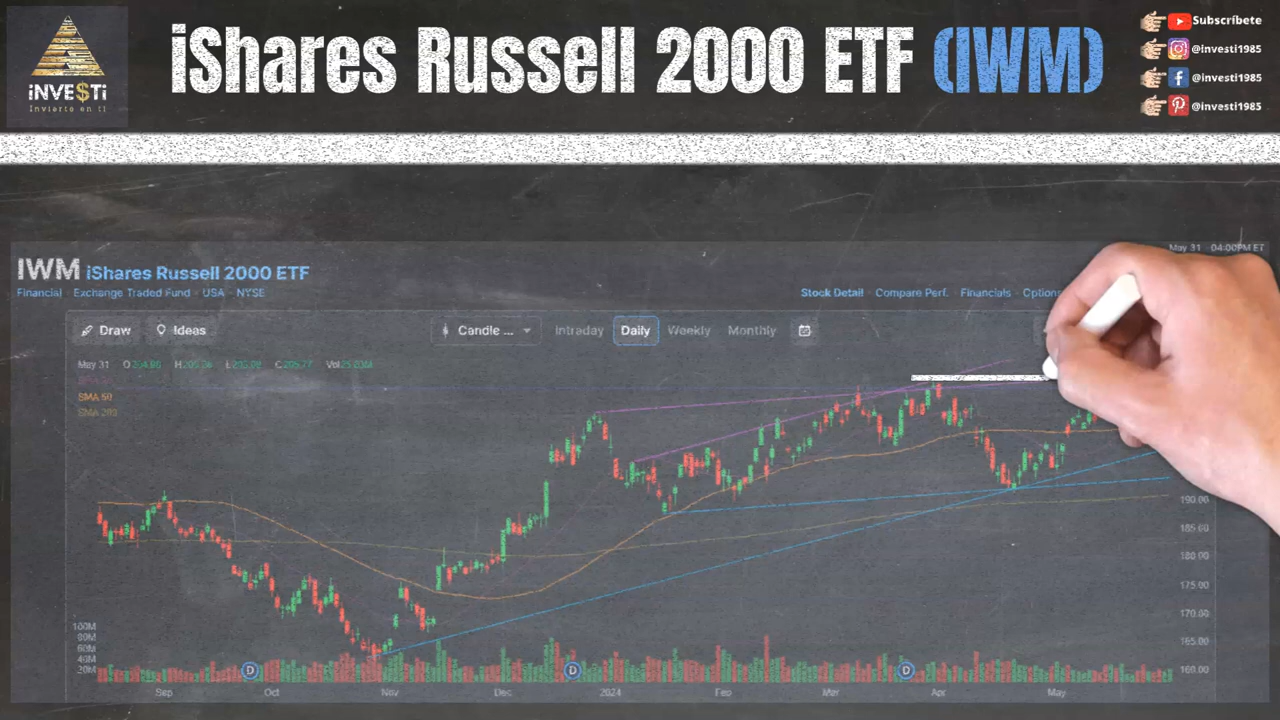 iShares Russell 2000 ETF (IWM)
iNVE$Ti
Invierte en ti
Subscríbete
@investi1985
@investi1985
@investi1985
May 31 · 04:00PM ET
IWM iShares Russell 2000 ETF
Financial · Exchange Traded Fund · USA · NYSE
Stock Detail · Compare Perf. · Financials · Options
Draw Ideas Candle ... Intraday Daily Weekly Monthly
May 31 O H L C Vol
SMA 50
SMA 200
190.00
185.00
180.00
175.00
170.00
165.00
160.00
100M
80M
60M
40M
20M
D D D
Sep Oct Nov Dec 2024 Feb Mar Apr May